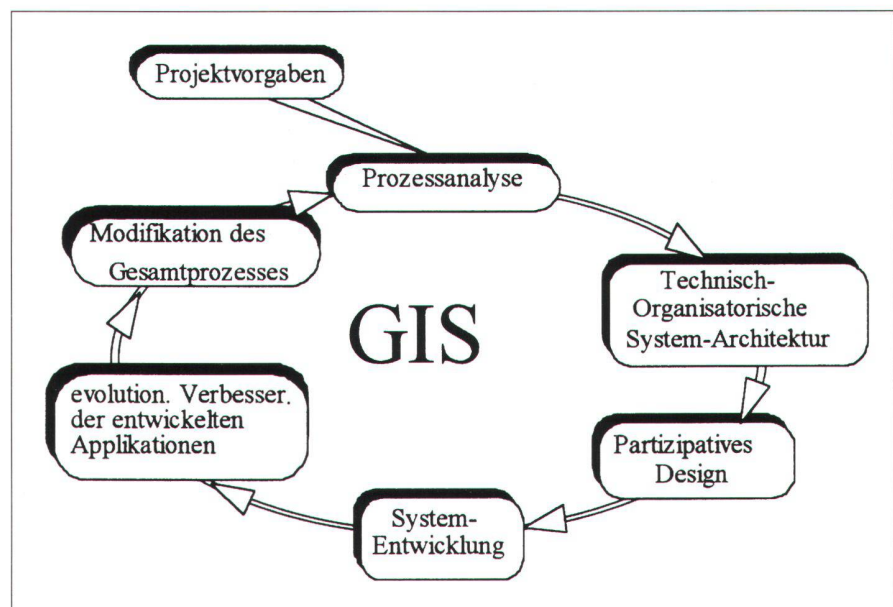 Projektvorgaben
Prozessanalyse
Modifikation des
Gesamtprozesses
Technisch-
Organisatorische
System-Architektur
GIS
evolution. Verbesser.
der entwickelten
Applikationen
Partizipatives
Design
System-
Entwicklung